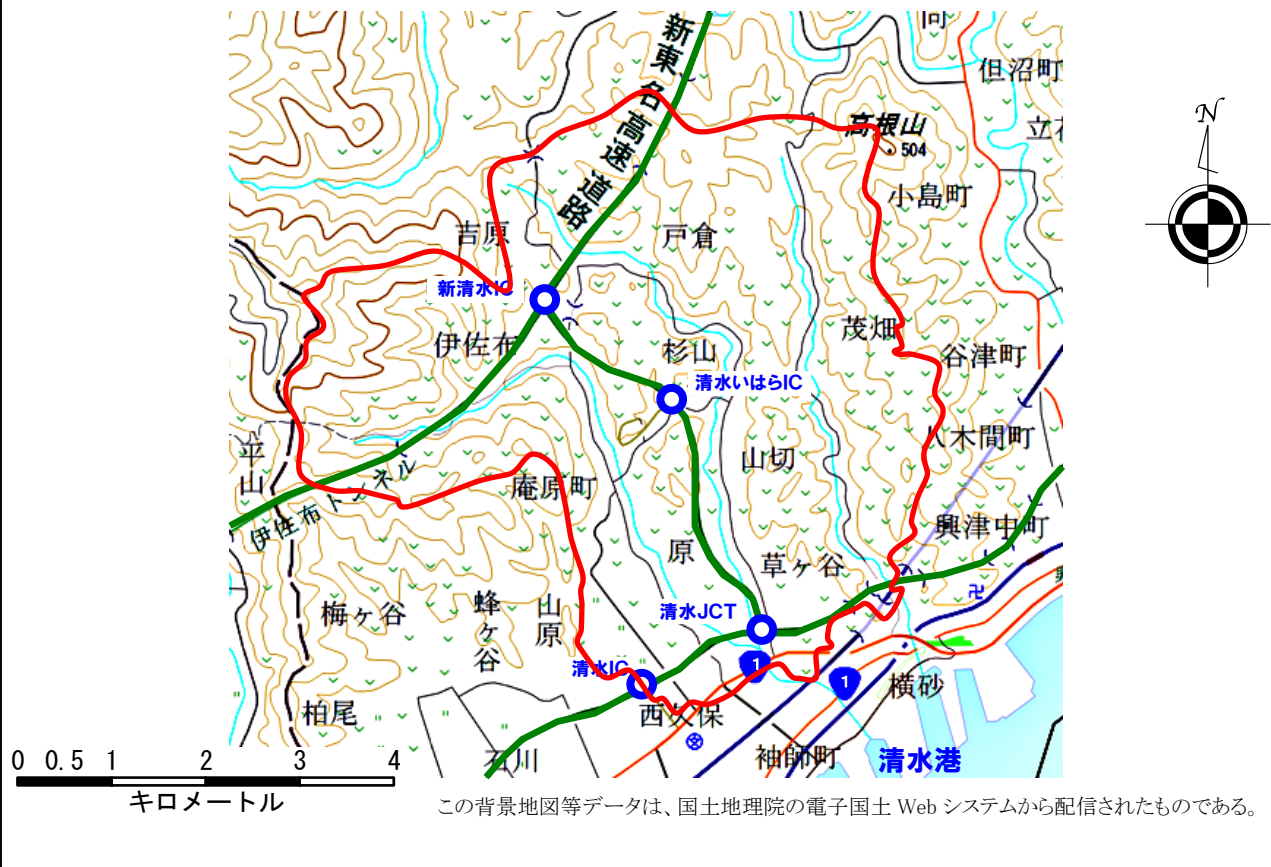 新東名高速道路
向
但沼町
高根山
504
立花
小島町
吉原
戸倉
新清水IC
伊佐布
茂畑
杉山
谷津町
清水いはらIC
八木間町
平山
山切
庵原町
伊佐布トンネル
興津中町
原
草ヶ谷
梅ヶ谷
蜂ヶ谷
山原
清水JCT
清水IC
1
1
横砂
柏尾
西久保
石川
袖師町
清水港
N
0 0.5 1 2 3 4
キロメートル
この背景地図等データは、国土地理院の電子国土 Web システムから配信されたものである。